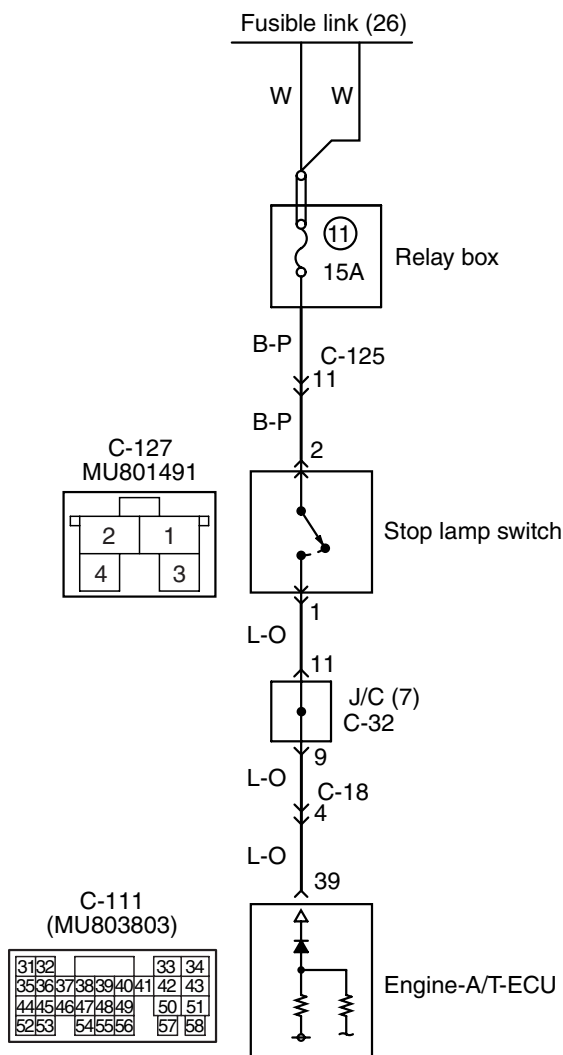 Fusible link (26)
W W
11
15A
Relay box
B-P
C-125
11
B-P
2
C-127
MU801491
2 1
4 3
Stop lamp switch
1
L-O
11
J/C (7)
C-32
9
L-O
C-18
4
L-O
39
C-111
(MU803803)
31 32 33 34
35 36 37 38 39 40 41 42 43
44 45 46 47 48 49 50 51
52 53 54 55 56 57 58
Engine-A/T-ECU